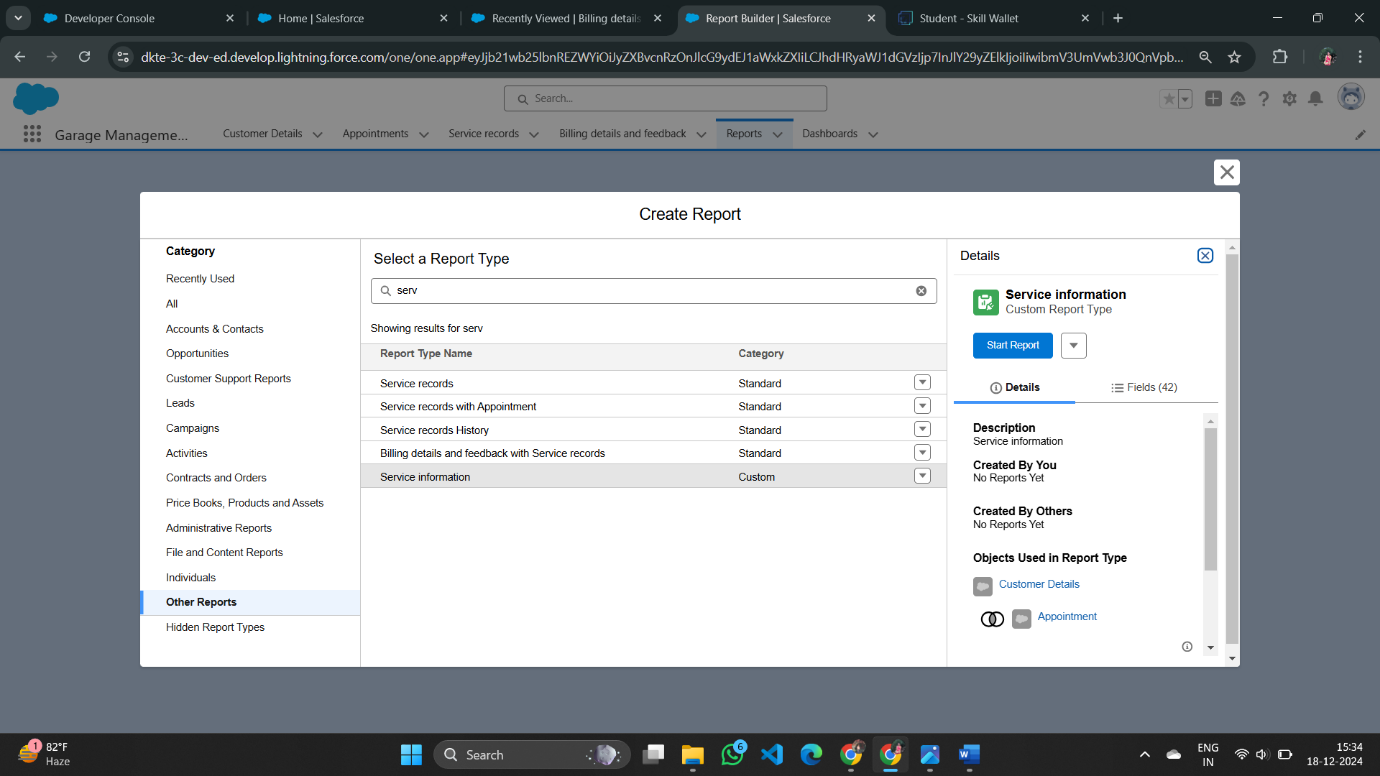 Developer Console
Home | Salesforce
Recently Viewed | Billing details
Report Builder | Salesforce
Student - Skill Wallet
dkte-3c-dev-ed.develop.lightning.force.com/one/one.app#eyJjb21wb25lbnREZWYiOiJyZXBvcnRzOnJlcG9ydEJ1aWxkZXIiLCJhdHRyaWJ1dGVzIjp7InJlY29yZElkIjoiIiwibmV3UmVwb3J0QnVpb...
Search...
Garage Manageme...
Customer Details
Appointments
Service records
Billing details and feedback
Reports
Dashboards
Create Report
Category
Recently Used
All
Accounts & Contacts
Opportunities
Customer Support Reports
Leads
Campaigns
Activities
Contracts and Orders
Price Books, Products and Assets
Administrative Reports
File and Content Reports
Individuals
Other Reports
Hidden Report Types
Select a Report Type
serv
Showing results for serv
Report Type Name Category
Service records Standard
Service records with Appointment Standard
Service records History Standard
Billing details and feedback with Service records Standard
Service information Custom
Details
Service information
Custom Report Type
Start Report
Details
Fields (42)
Description
Service information
Created By You
No Reports Yet
Created By Others
No Reports Yet
Objects Used in Report Type
Customer Details
Appointment
1
82°F
Haze
Search
6
ENG
IN
15:34
18-12-2024